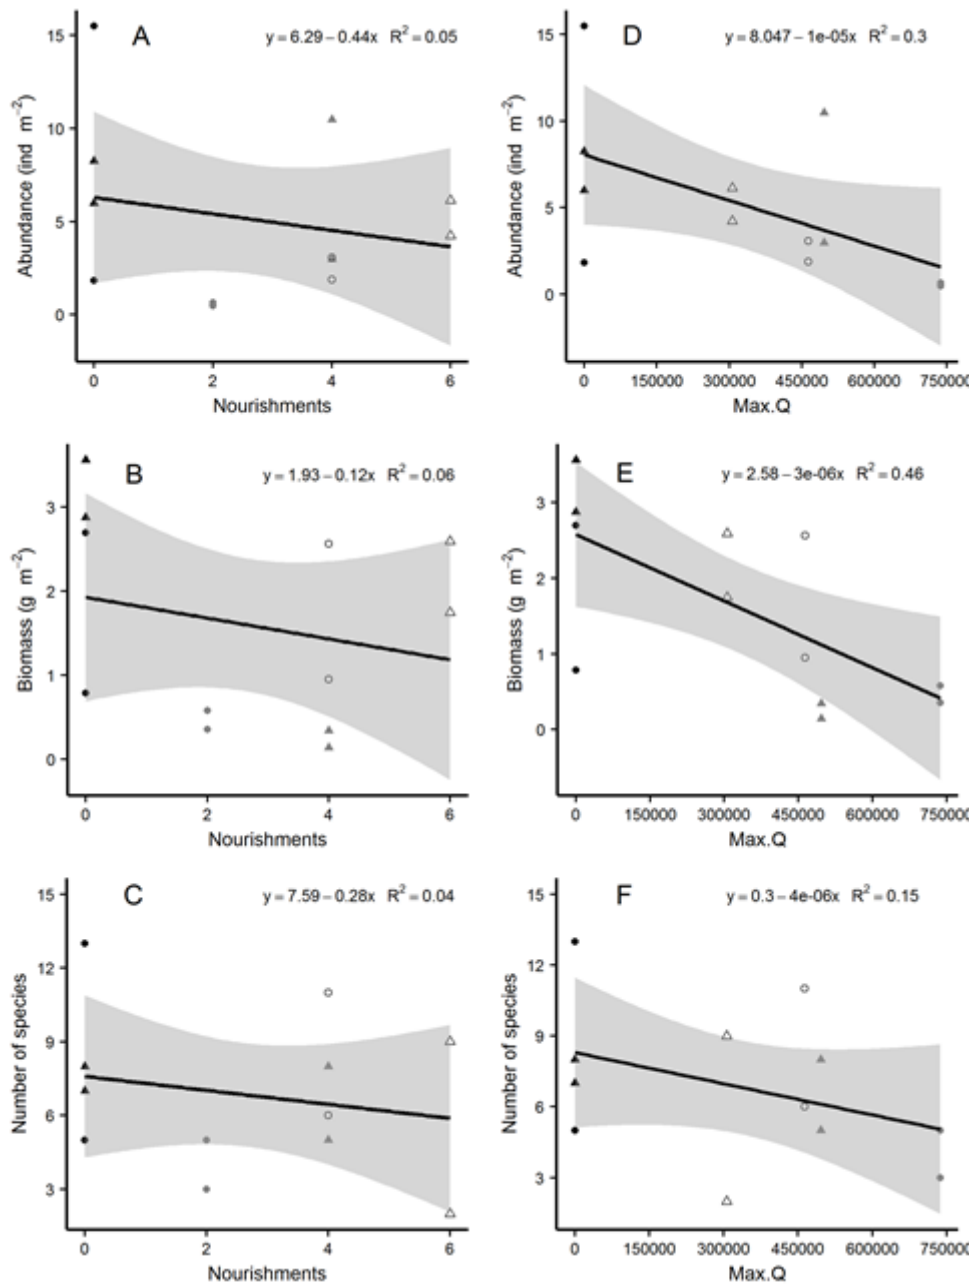 A
y = 6.29 − 0.44x R² = 0.05
15
10
5
0
Abundance (ind m⁻²)
0 2 4 6
Nourishments
D
y = 8.047 − 1e-05x R² = 0.3
15
10
5
0
Abundance (ind m⁻²)
0 150000 300000 450000 600000 750000
Max.Q
B
y = 1.93 − 0.12x R² = 0.06
3
2
1
0
Biomass (g m⁻²)
0 2 4 6
Nourishments
E
y = 2.58 − 3e-06x R² = 0.46
3
2
1
0
Biomass (g m⁻²)
0 150000 300000 450000 600000 750000
Max.Q
C
y = 7.59 − 0.28x R² = 0.04
15
12
9
6
3
Number of species
0 2 4 6
Nourishments
F
y = 0.3 − 4e-06x R² = 0.15
15
12
9
6
3
Number of species
0 150000 300000 450000 600000 750000
Max.Q